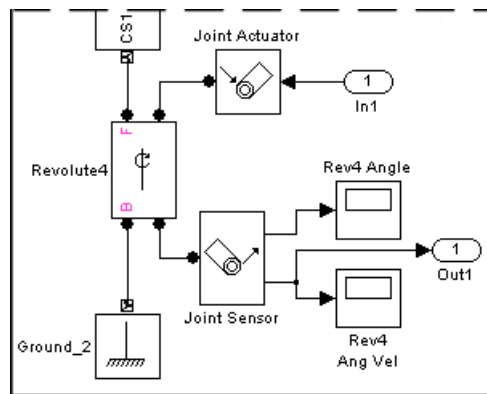 CS1
Joint Actuator
1
In1
F
Revolute4
B
Rev4 Angle
1
Out1
Joint Sensor
Rev4
Ang Vel
Ground_2